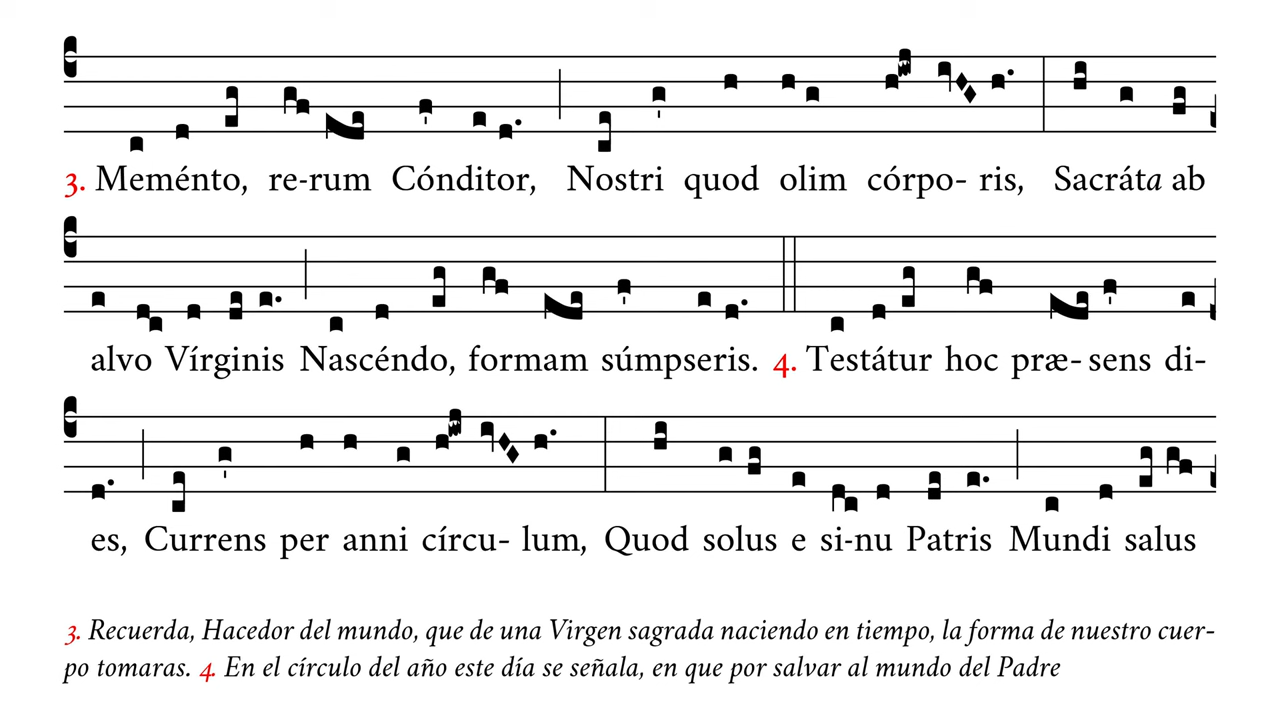 3. Meménto, re-rum Cónditor, Nostri quod olim córpo- ris, Sacráta ab
alvo Vírginis Nascéndo, formam súmpseris. 4. Testátur hoc præ- sens di-
es, Currens per anni círcu- lum, Quod solus e si-nu Patris Mundi salus
3. Recuerda, Hacedor del mundo, que de una Virgen sagrada naciendo en tiempo, la forma de nuestro cuer-
po tomaras. 4. En el círculo del año este día se señala, en que por salvar al mundo del Padre